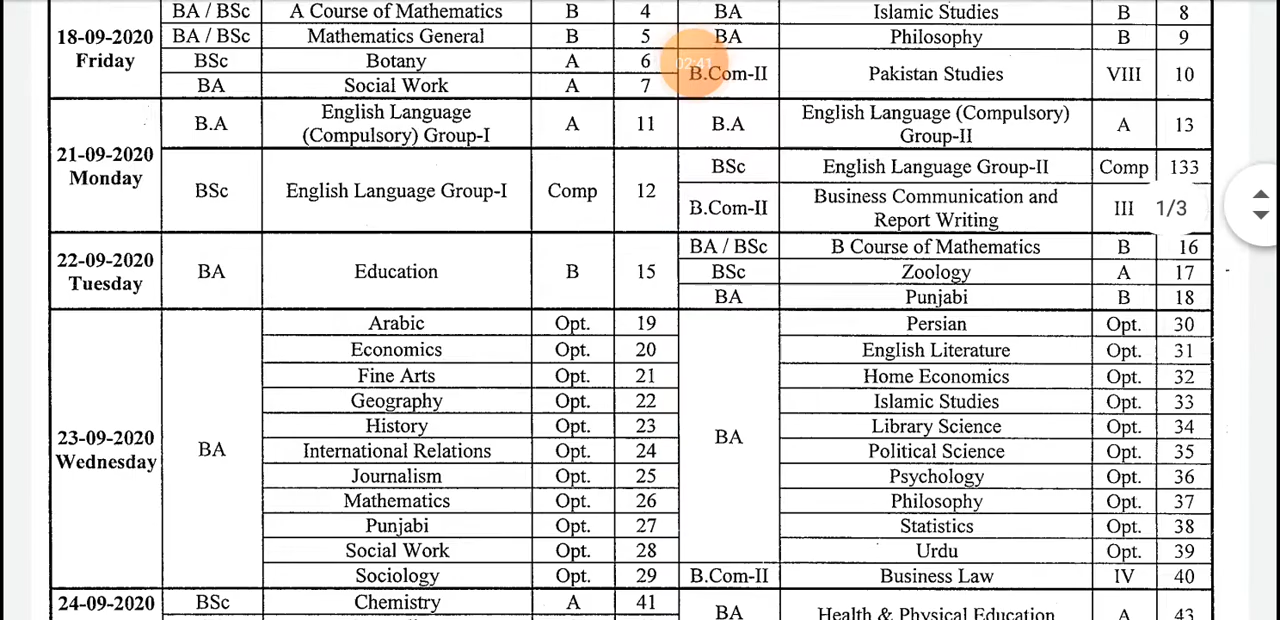 BA / BSc A Course of Mathematics B 4 BA Islamic Studies B 8
18-09-2020 Friday BA / BSc Mathematics General B 5 BA Philosophy B 9
BSc Botany A 6 B.Com-II Pakistan Studies VIII 10
BA Social Work A 7
02:41
21-09-2020 Monday B.A English Language (Compulsory) Group-I A 11 B.A English Language (Compulsory) Group-II A 13
BSc English Language Group-I Comp 12 BSc English Language Group-II Comp 133
B.Com-II Business Communication and Report Writing III 1/3
22-09-2020 Tuesday BA Education B 15 BA / BSc B Course of Mathematics B 16
BSc Zoology A 17
BA Punjabi B 18
23-09-2020 Wednesday BA Arabic Opt. 19 BA Persian Opt. 30
Economics Opt. 20 English Literature Opt. 31
Fine Arts Opt. 21 Home Economics Opt. 32
Geography Opt. 22 Islamic Studies Opt. 33
History Opt. 23 Library Science Opt. 34
International Relations Opt. 24 Political Science Opt. 35
Journalism Opt. 25 Psychology Opt. 36
Mathematics Opt. 26 Philosophy Opt. 37
Punjabi Opt. 27 Statistics Opt. 38
Social Work Opt. 28 Urdu Opt. 39
Sociology Opt. 29 B.Com-II Business Law IV 40
24-09-2020 BSc Chemistry A 41 BA Health & Physical Education A 43